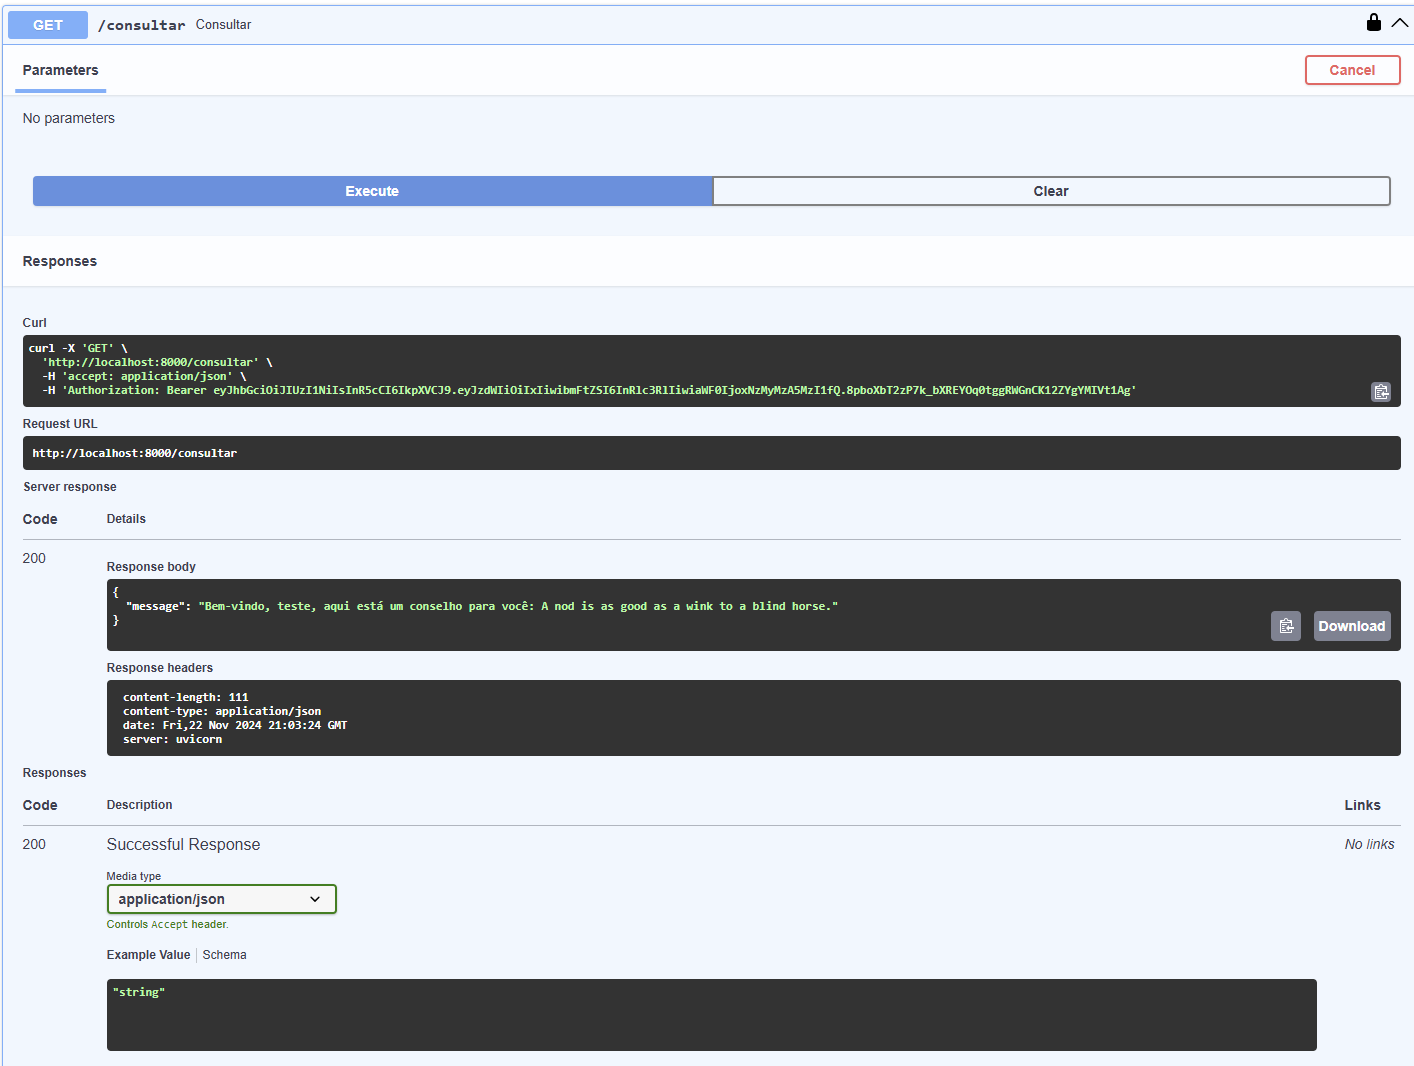 GET /consultar Consultar
Parameters
Cancel
No parameters
Execute
Clear
Responses
Curl
curl -X 'GET' \
'http://localhost:8000/consultar' \
-H 'accept: application/json' \
-H 'Authorization: Bearer eyJhbGciOiJIUzI1NiIsInR5cCI6IkpXVCJ9.eyJzdWIiOiIxIiwibmFtZSI6InRlc3RlIiwiaWF0IjoxNzMyMzA5MzI1fQ.8pboXbT2zP7k_bXREYOq0tggRWGnCK12ZYgYMIVt1Ag'
Request URL
http://localhost:8000/consultar
Server response
Code Details
200
Response body
{
"message": "Bem-vindo, teste, aqui está um conselho para você: A nod is as good as a wink to a blind horse."
}
Download
Response headers
content-length: 111
content-type: application/json
date: Fri,22 Nov 2024 21:03:24 GMT
server: uvicorn
Responses
Code Description Links
200 Successful Response No links
Media type
application/json
Controls Accept header.
Example Value Schema
"string"